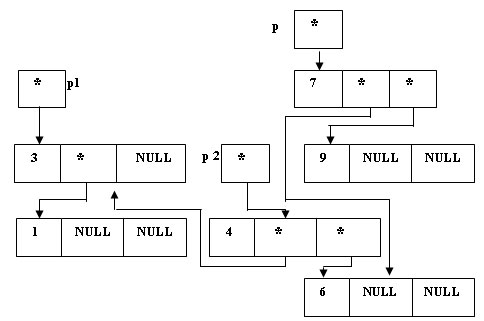 p *
7 * *
* p1
3 * NULL
p 2 *
9 NULL NULL
1 NULL NULL
4 * *
6 NULL NULL